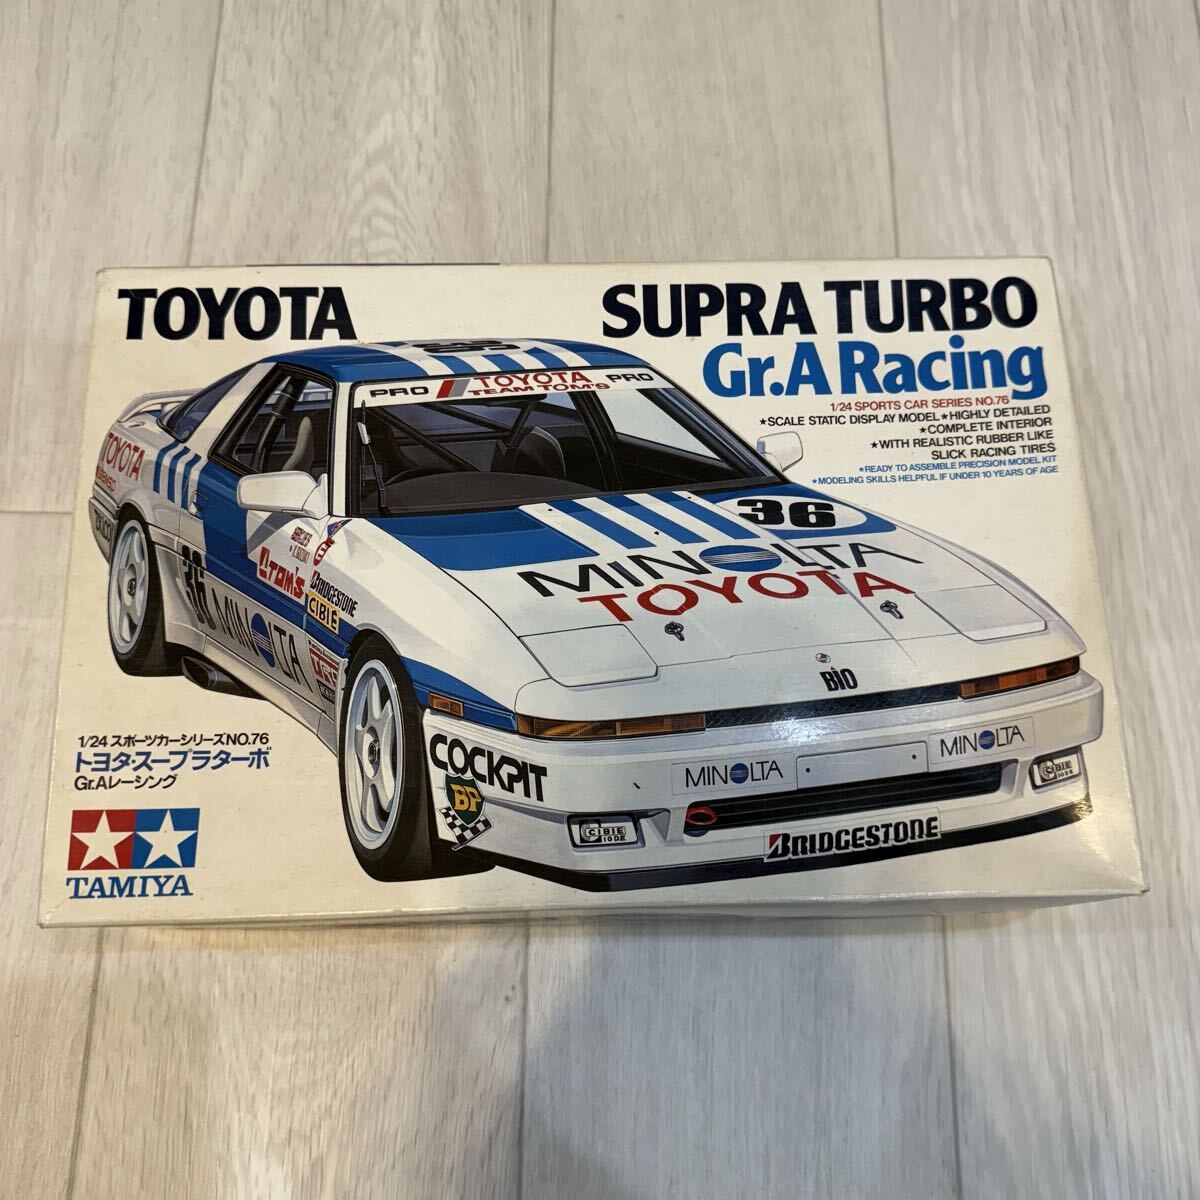 TOYOTA
SUPRA TURBO
Gr.A Racing
1/24 SPORTS CAR SERIES NO.76
★SCALE STATIC DISPLAY MODEL★HIGHLY DETAILED
★COMPLETE INTERIOR
★WITH REALISTIC RUBBER LIKE
SLICK RACING TIRES
★READY TO ASSEMBLE PRECISION MODEL KIT
★MODELING SKILLS HELPFUL IF UNDER 10 YEARS OF AGE
36
PRO TOYOTA PRO
TEAM TOM'S
TOYOTA
36
MINOLTA
TOYOTA
TOM'S
BRIDGESTONE
CIBIE
36 MINOLTA
TRD
BIO
COCKPIT
BP
MINOLTA
MINOLTA
CIBIE
CIBIE
BRIDGESTONE
1/24 スポーツカーシリーズNO.76
トヨタ・スープラターボ
Gr.Aレーシング
TAMIYA